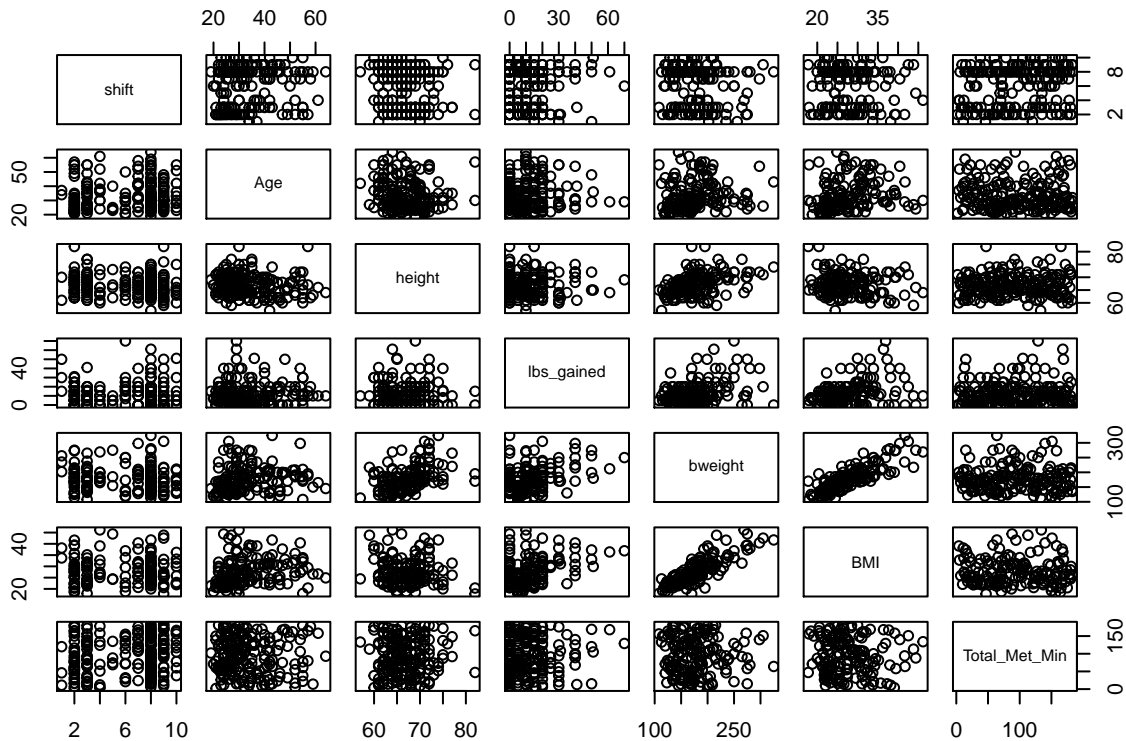 20 40 60 0 30 60 20 35
shift 8 2
50 20 Age
height 80 60
40 0 lbs_gained
bweight 300 100
40 20 BMI
Total_Met_Min 150 0
2 6 10 60 70 80 100 250 0 100